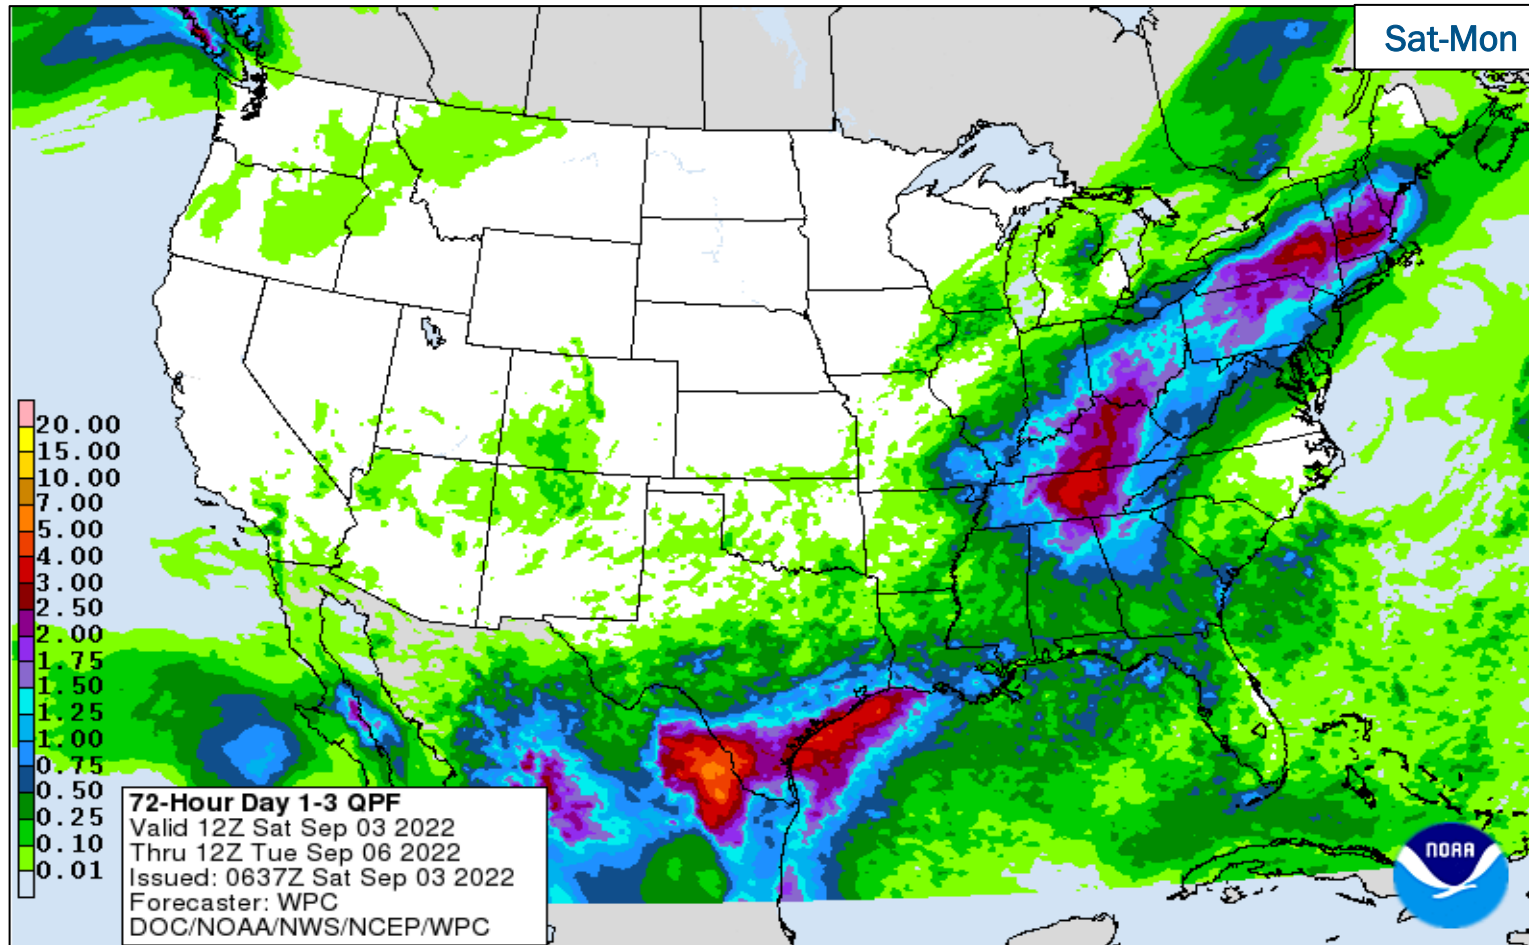 Sat-Mon
20.00
15.00
10.00
7.00
5.00
4.00
3.00
2.50
2.00
1.75
1.50
1.25
1.00
0.75
0.50
0.25
0.10
0.01
72-Hour Day 1-3 QPF
Valid 12Z Sat Sep 03 2022
Thru 12Z Tue Sep 06 2022
Issued: 0637Z Sat Sep 03 2022
Forecaster: WPC
DOC/NOAA/NWS/NCEP/WPC
NOAA